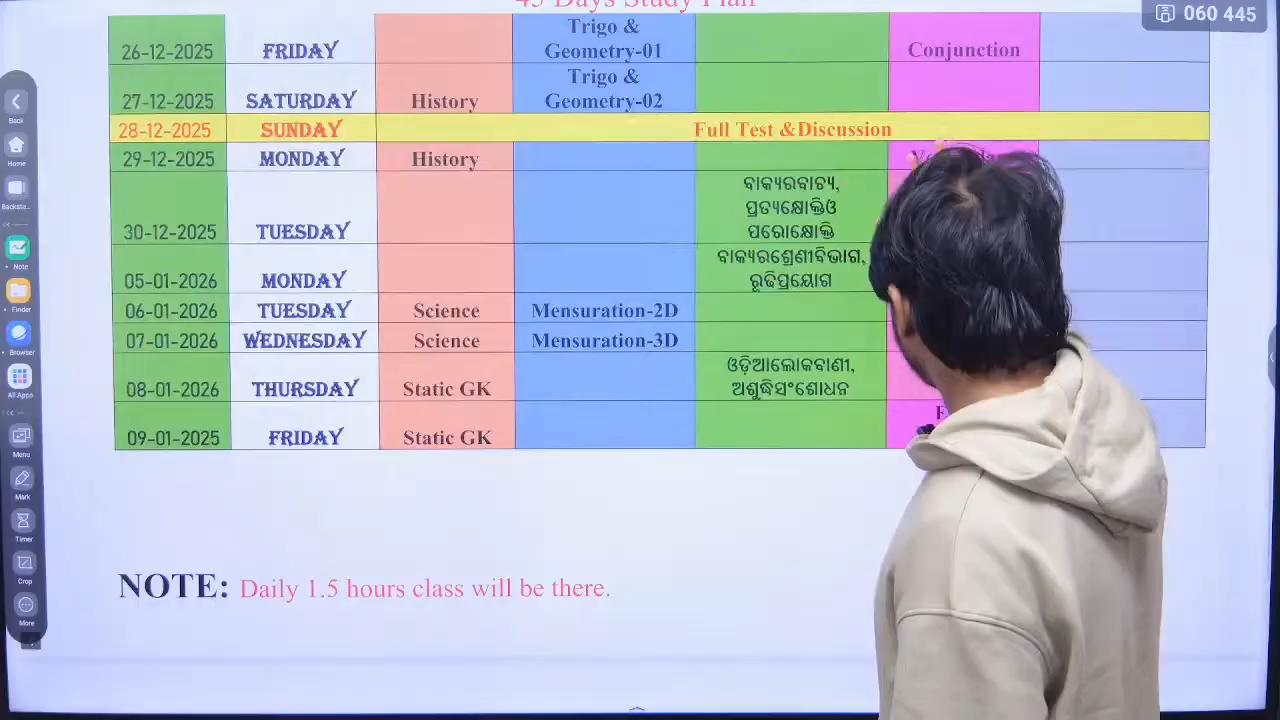 45 Days Study Plan
060 445
26-12-2025 FRIDAY Trigo & Geometry-01 Conjunction
27-12-2025 SATURDAY History Trigo & Geometry-02
28-12-2025 SUNDAY Full Test &Discussion
29-12-2025 MONDAY History
30-12-2025 TUESDAY ବାକ୍ୟରବାଚ୍ୟ, ପ୍ରତ୍ୟକ୍ଷୋକ୍ତିଓ ପରୋକ୍ଷୋକ୍ତି
05-01-2026 MONDAY ବାକ୍ୟରଶ୍ରେଣୀବିଭାଗ, ରୂଢିପ୍ରୟୋଗ
06-01-2026 TUESDAY Science Mensuration-2D
07-01-2026 WEDNESDAY Science Mensuration-3D
08-01-2026 THURSDAY Static GK ଓଡ଼ିଆଲୋକବାଣୀ, ଅଶୁଦ୍ଧିସଂଶୋଧନ
09-01-2025 FRIDAY Static GK
NOTE: Daily 1.5 hours class will be there.
Back
Home
Backsta...
Note
Finder
Browser
All Apps
Menu
Mark
Timer
Crop
More